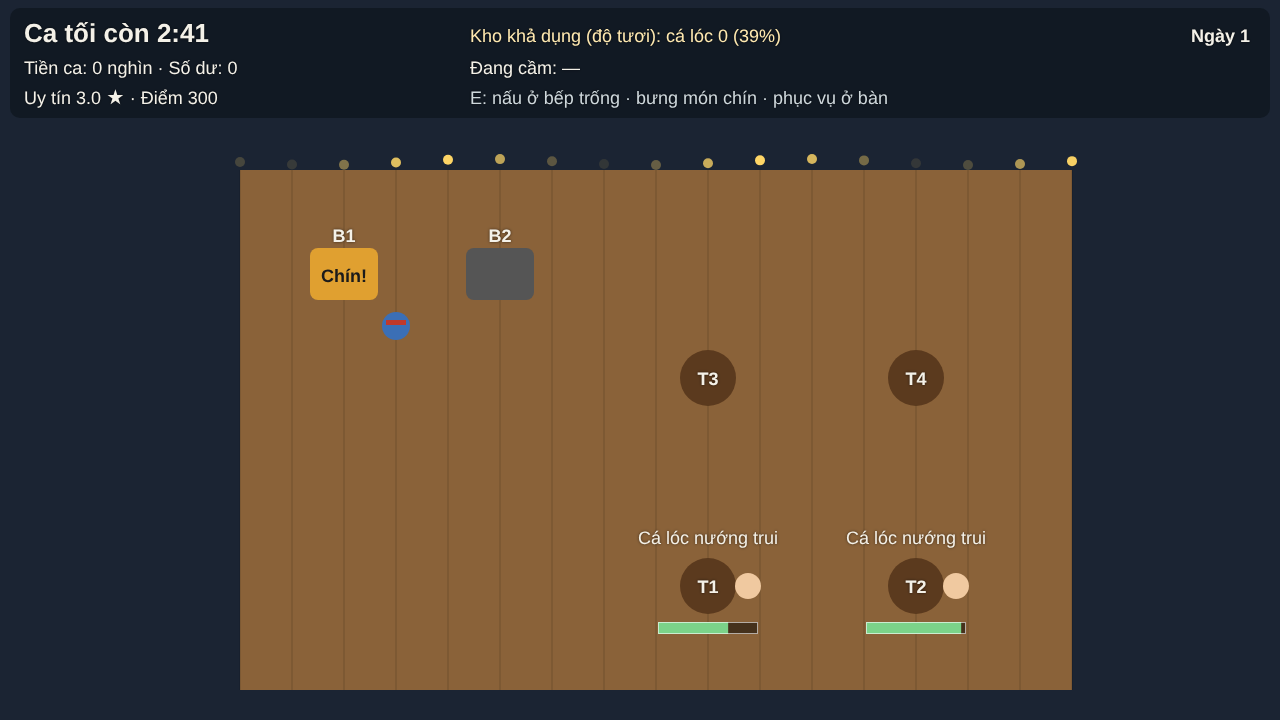 Ca tối còn 2:41
Tiền ca: 0 nghìn · Số dư: 0
Uy tín 3.0 ★ · Điểm 300
Kho khả dụng (độ tươi): cá lóc 0 (39%)
Đang cầm: —
E: nấu ở bếp trống · bưng món chín · phục vụ ở bàn
Ngày 1
B1
B2
Chín!
T3
T4
Cá lóc nướng trui
Cá lóc nướng trui
T1
T2